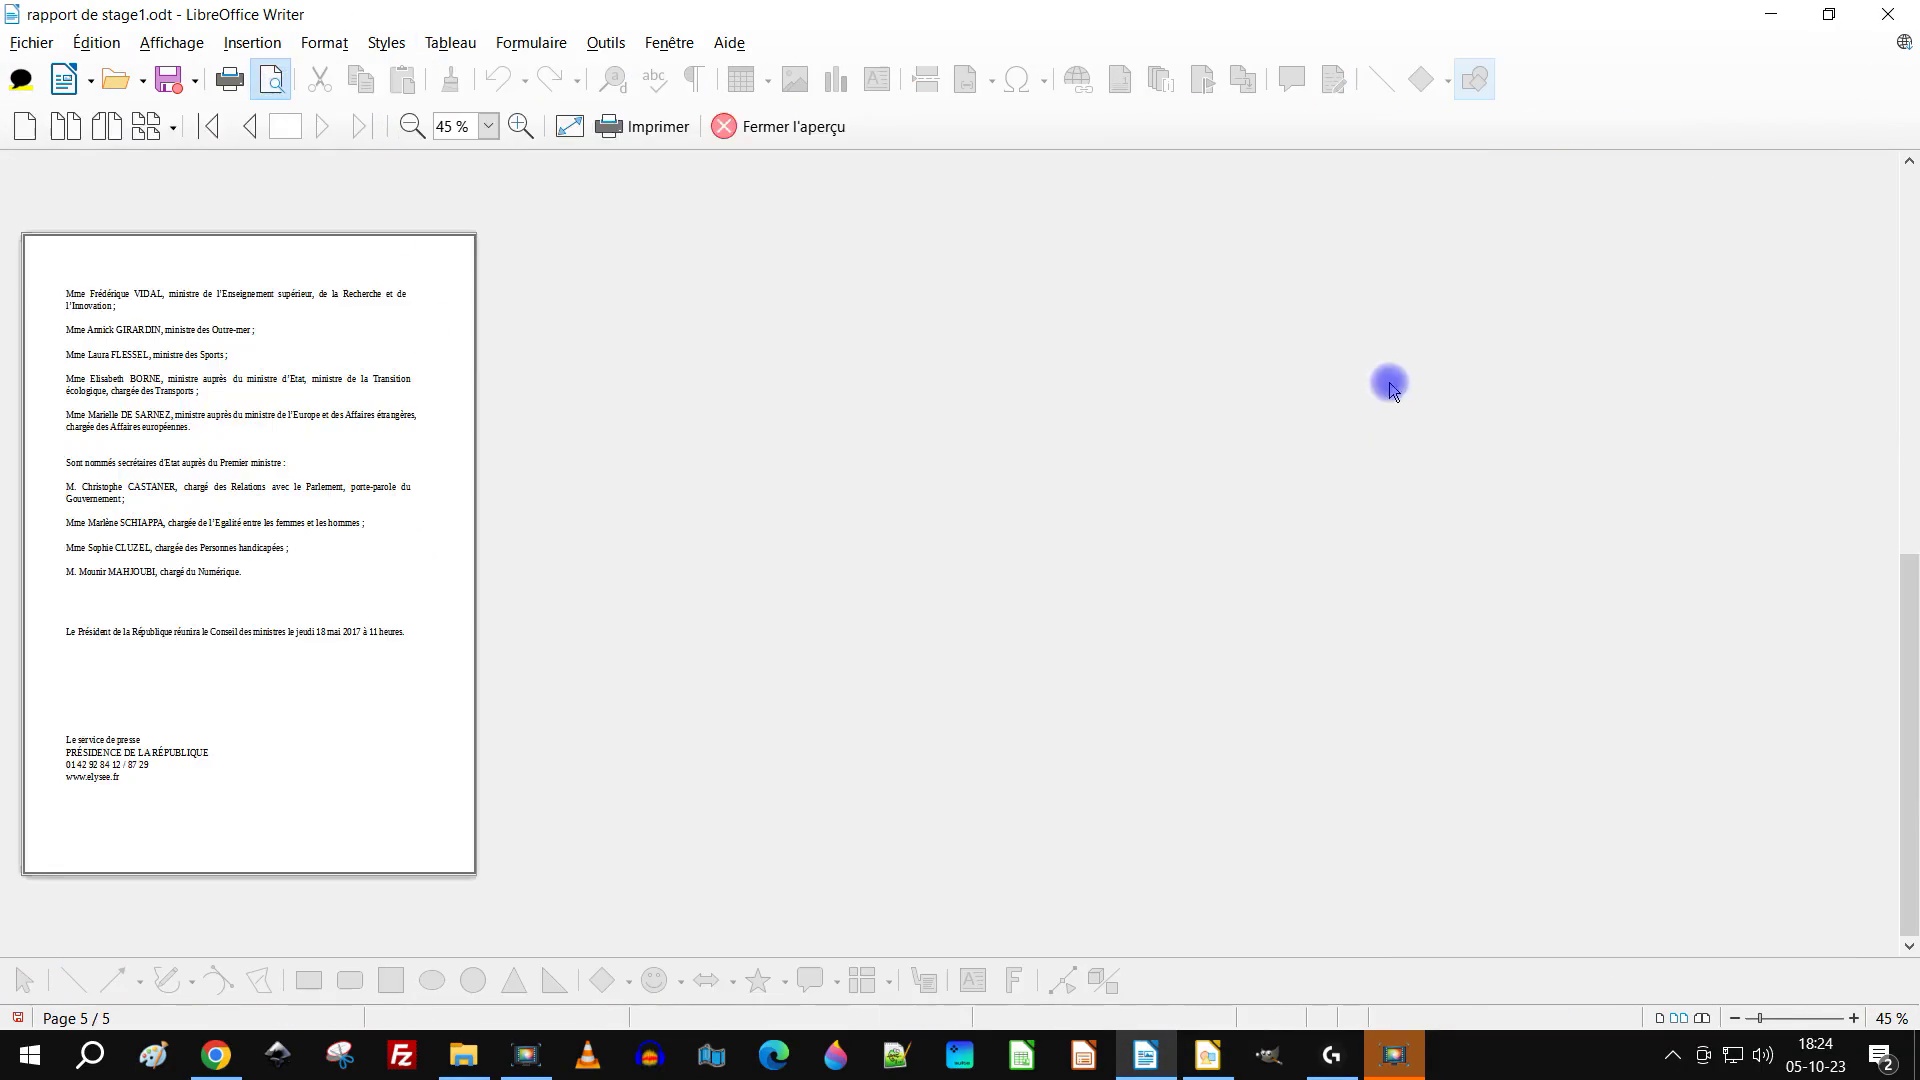 rapport de stage1.odt - LibreOffice Writer
Fichier Édition Affichage Insertion Format Styles Tableau Formulaire Outils Fenêtre Aide
45 % Imprimer Fermer l'aperçu
Mme Frédérique VIDAL, ministre de l'Enseignement supérieur, de la Recherche et de
l'Innovation ;
Mme Annick GIRARDIN, ministre des Outre-mer ;
Mme Laura FLESSEL, ministre des Sports ;
Mme Elisabeth BORNE, ministre auprès du ministre d'Etat, ministre de la Transition
écologique, chargée des Transports ;
Mme Marielle DE SARNEZ, ministre auprès du ministre de l'Europe et des Affaires étrangères,
chargée des Affaires européennes.
Sont nommés secrétaires d'Etat auprès du Premier ministre :
M. Christophe CASTANER, chargé des Relations avec le Parlement, porte-parole du
Gouvernement ;
Mme Marlène SCHIAPPA, chargée de l'Egalité entre les femmes et les hommes ;
Mme Sophie CLUZEL, chargée des Personnes handicapées ;
M. Mounir MAHJOUBI, chargé du Numérique.
Le Président de la République réunira le Conseil des ministres le jeudi 18 mai 2017 à 11 heures.
Le service de presse
PRÉSIDENCE DE LA RÉPUBLIQUE
01 42 92 84 12 / 87 29
www.elysee.fr
Page 5 / 5
45 %
18:24
05-10-23
2